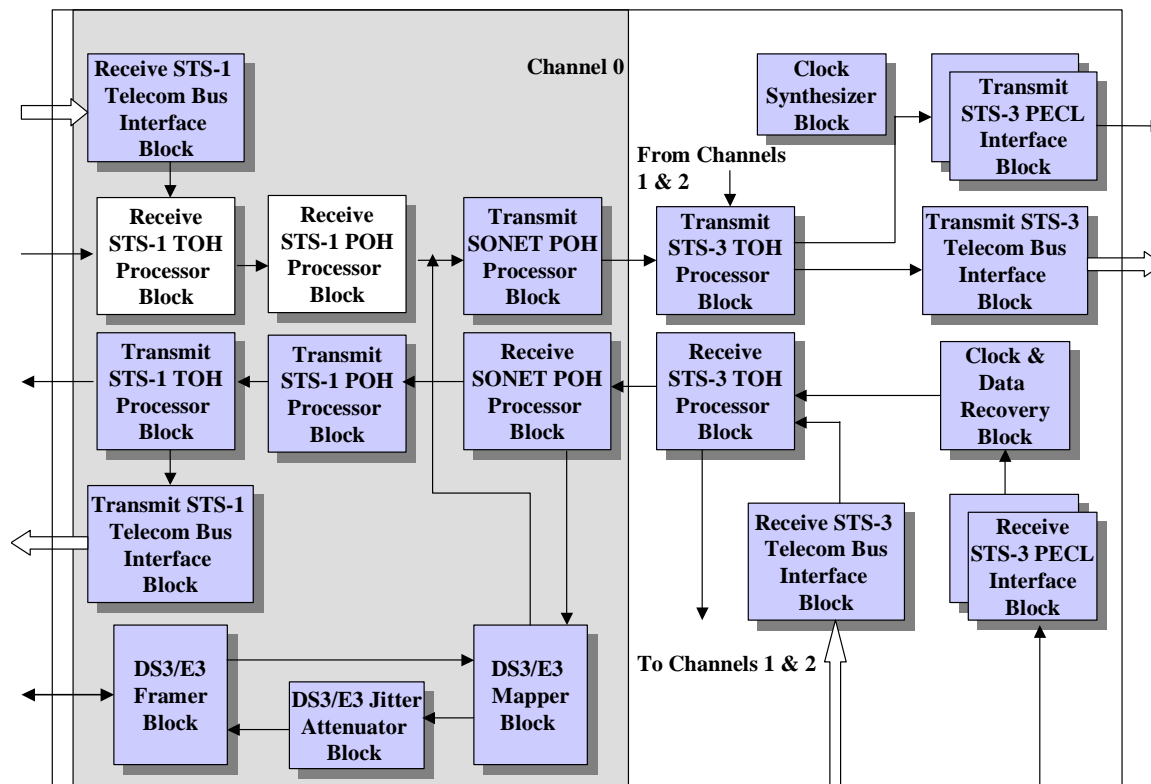 Receive STS-1
Telecom Bus
Interface
Block
Channel 0
Clock
Synthesizer
Block
Transmit
STS-3 PECL
Interface
Block
From Channels
1 & 2
Receive
STS-1 TOH
Processor
Block
Receive
STS-1 POH
Processor
Block
Transmit
SONET POH
Processor
Block
Transmit
STS-3 TOH
Processor
Block
Transmit STS-3
Telecom Bus
Interface
Block
Transmit
STS-1 TOH
Processor
Block
Transmit
STS-1 POH
Processor
Block
Receive
SONET POH
Processor
Block
Receive
STS-3 TOH
Processor
Block
Clock &
Data
Recovery
Block
Transmit STS-1
Telecom Bus
Interface
Block
Receive STS-3
Telecom Bus
Interface
Block
Receive
STS-3 PECL
Interface
Block
DS3/E3
Framer
Block
DS3/E3 Jitter
Attenuator
Block
DS3/E3
Mapper
Block
To Channels 1 & 2